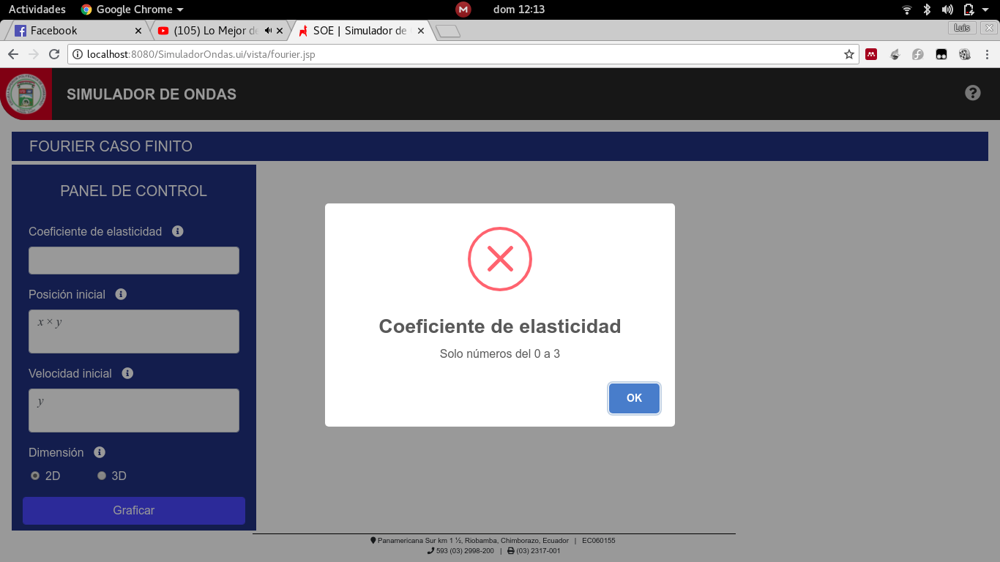 Actividades Google Chrome dom 12:13
Facebook (105) Lo Mejor de SOE | Simulador de Luis
localhost:8080/SimuladorOndas.ui/vista/fourier.jsp
SIMULADOR DE ONDAS
FOURIER CASO FINITO
PANEL DE CONTROL
Coeficiente de elasticidad
Posición inicial
x × y
Velocidad inicial
y
Dimensión
2D 3D
Graficar
Coeficiente de elasticidad
Solo números del 0 a 3
OK
Panamericana Sur km 1 ½, Riobamba, Chimborazo, Ecuador | EC060155
593 (03) 2998-200 | (03) 2317-001